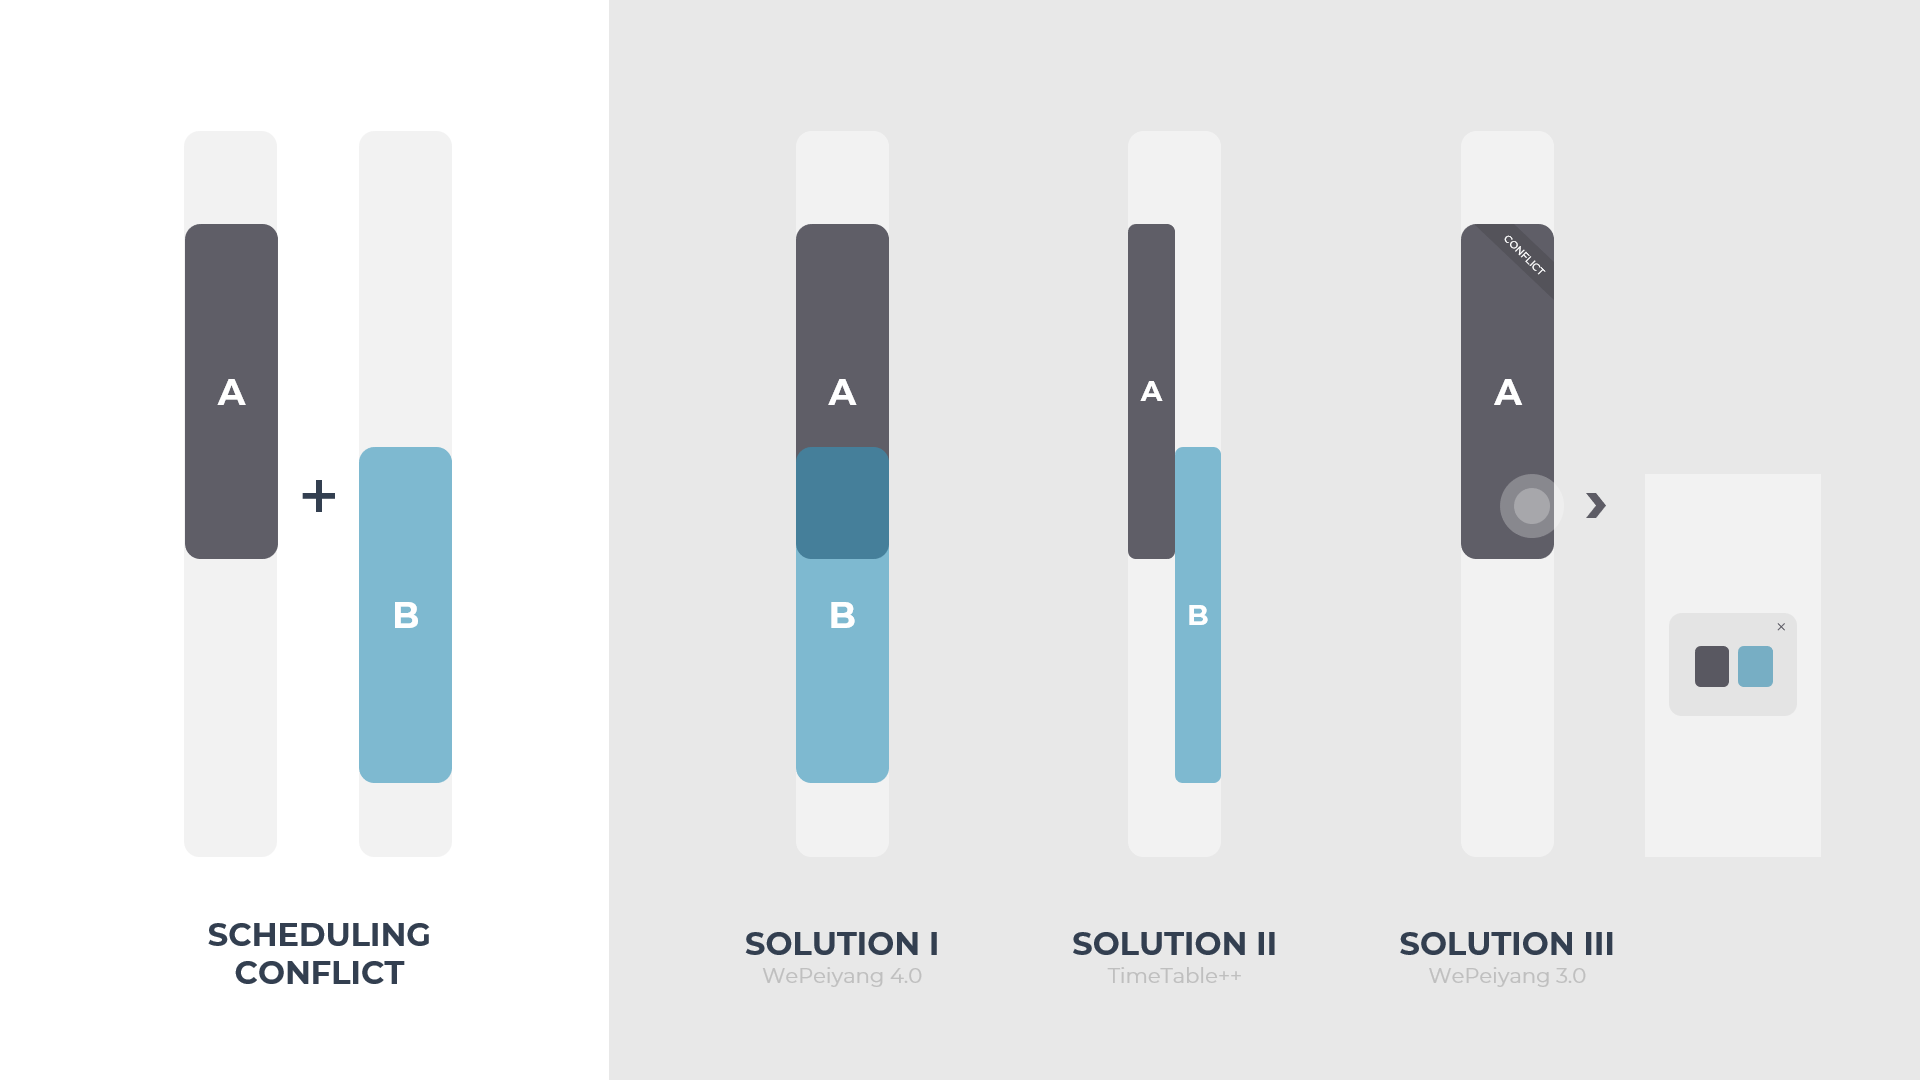 A
+
B
SCHEDULING
CONFLICT
A
B
SOLUTION I
WePeiyang 4.0
A
B
SOLUTION II
TimeTable++
CONFLICT
A
SOLUTION III
WePeiyang 3.0